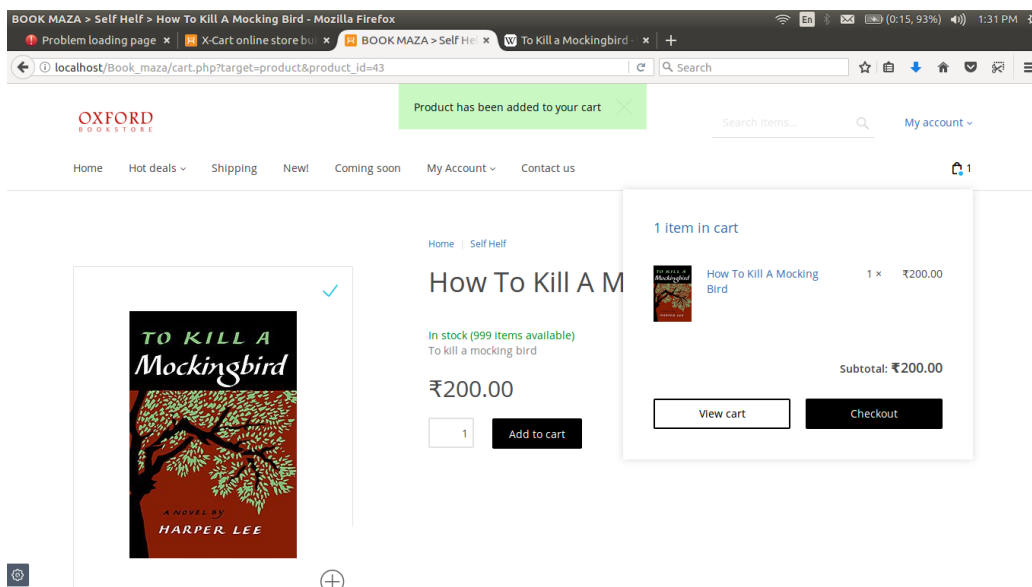 BOOK MAZA > Self Helf > How To Kill A Mocking Bird - Mozilla Firefox
En
(0:15, 93%)
1:31 PM
Problem loading page
X-Cart online store bui
BOOK MAZA > Self Hel
To Kill a Mockingbird -
localhost/Book_maza/cart.php?target=product&product_id=43
Search
Product has been added to your cart
OXFORD
BOOKSTORE
Search items...
My account
Home
Hot deals
Shipping
New!
Coming soon
My Account
Contact us
1
1 item in cart
How To Kill A Mocking
Bird
1 ×
₹200.00
Subtotal: ₹200.00
View cart
Checkout
Home | Self Helf
How To Kill A M
In stock (999 items available)
To kill a mocking bird
₹200.00
1
Add to cart
TO KILL A
Mockingbird
A NOVEL BY
HARPER LEE
TO KILL A
Mockingbird